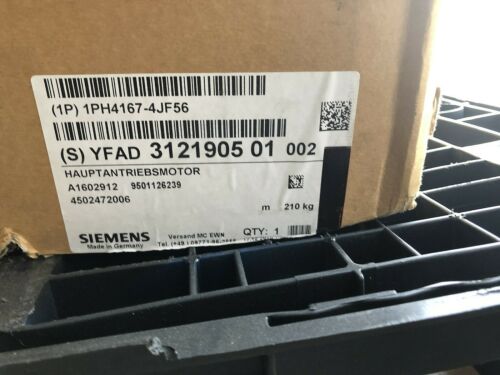 (1P) 1PH4167-4JF56
(S) YFAD 3121905 01 002
HAUPTANTRIEBSMOTOR
A1602912 9501126239
4502472006
m 210 kg
SIEMENS Versand MC EWN QTY: 1
Made in Germany Tel.